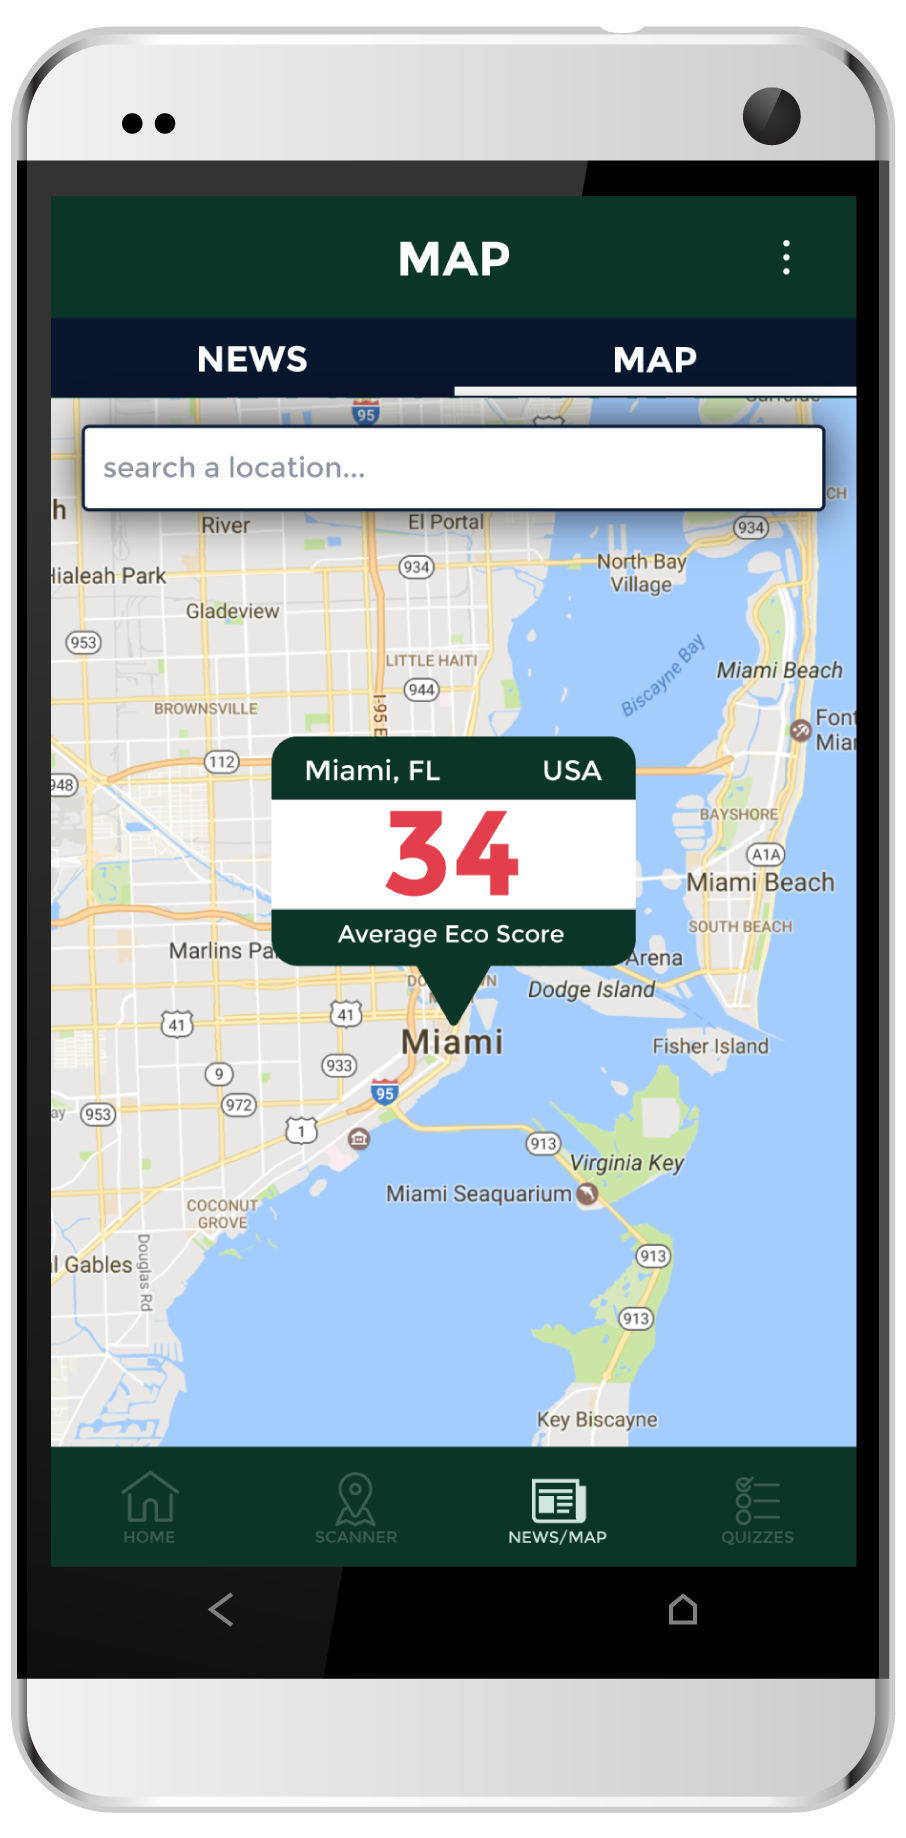 MAP
NEWS
MAP
95
search a location...
CH
h
River
El Portal
934
934
North Bay
Village
Hialeah Park
Gladeview
953
LITTLE HAITI
Biscayne Bay
Miami Beach
944
BROWNSVILLE
I-95 E
Font
Miam
112
Miami, FL
USA
948
34
BAYSHORE
A1A
Miami Beach
SOUTH BEACH
Average Eco Score
Marlins Pa
Arena
Dodge Island
41
41
Miami
Fisher Island
933
9
95
972
ay
953
1
913
Virginia Key
Miami Seaquarium
COCONUT
GROVE
Douglas Rd
l Gables
913
913
Key Biscayne
HOME
SCANNER
NEWS/MAP
QUIZZES